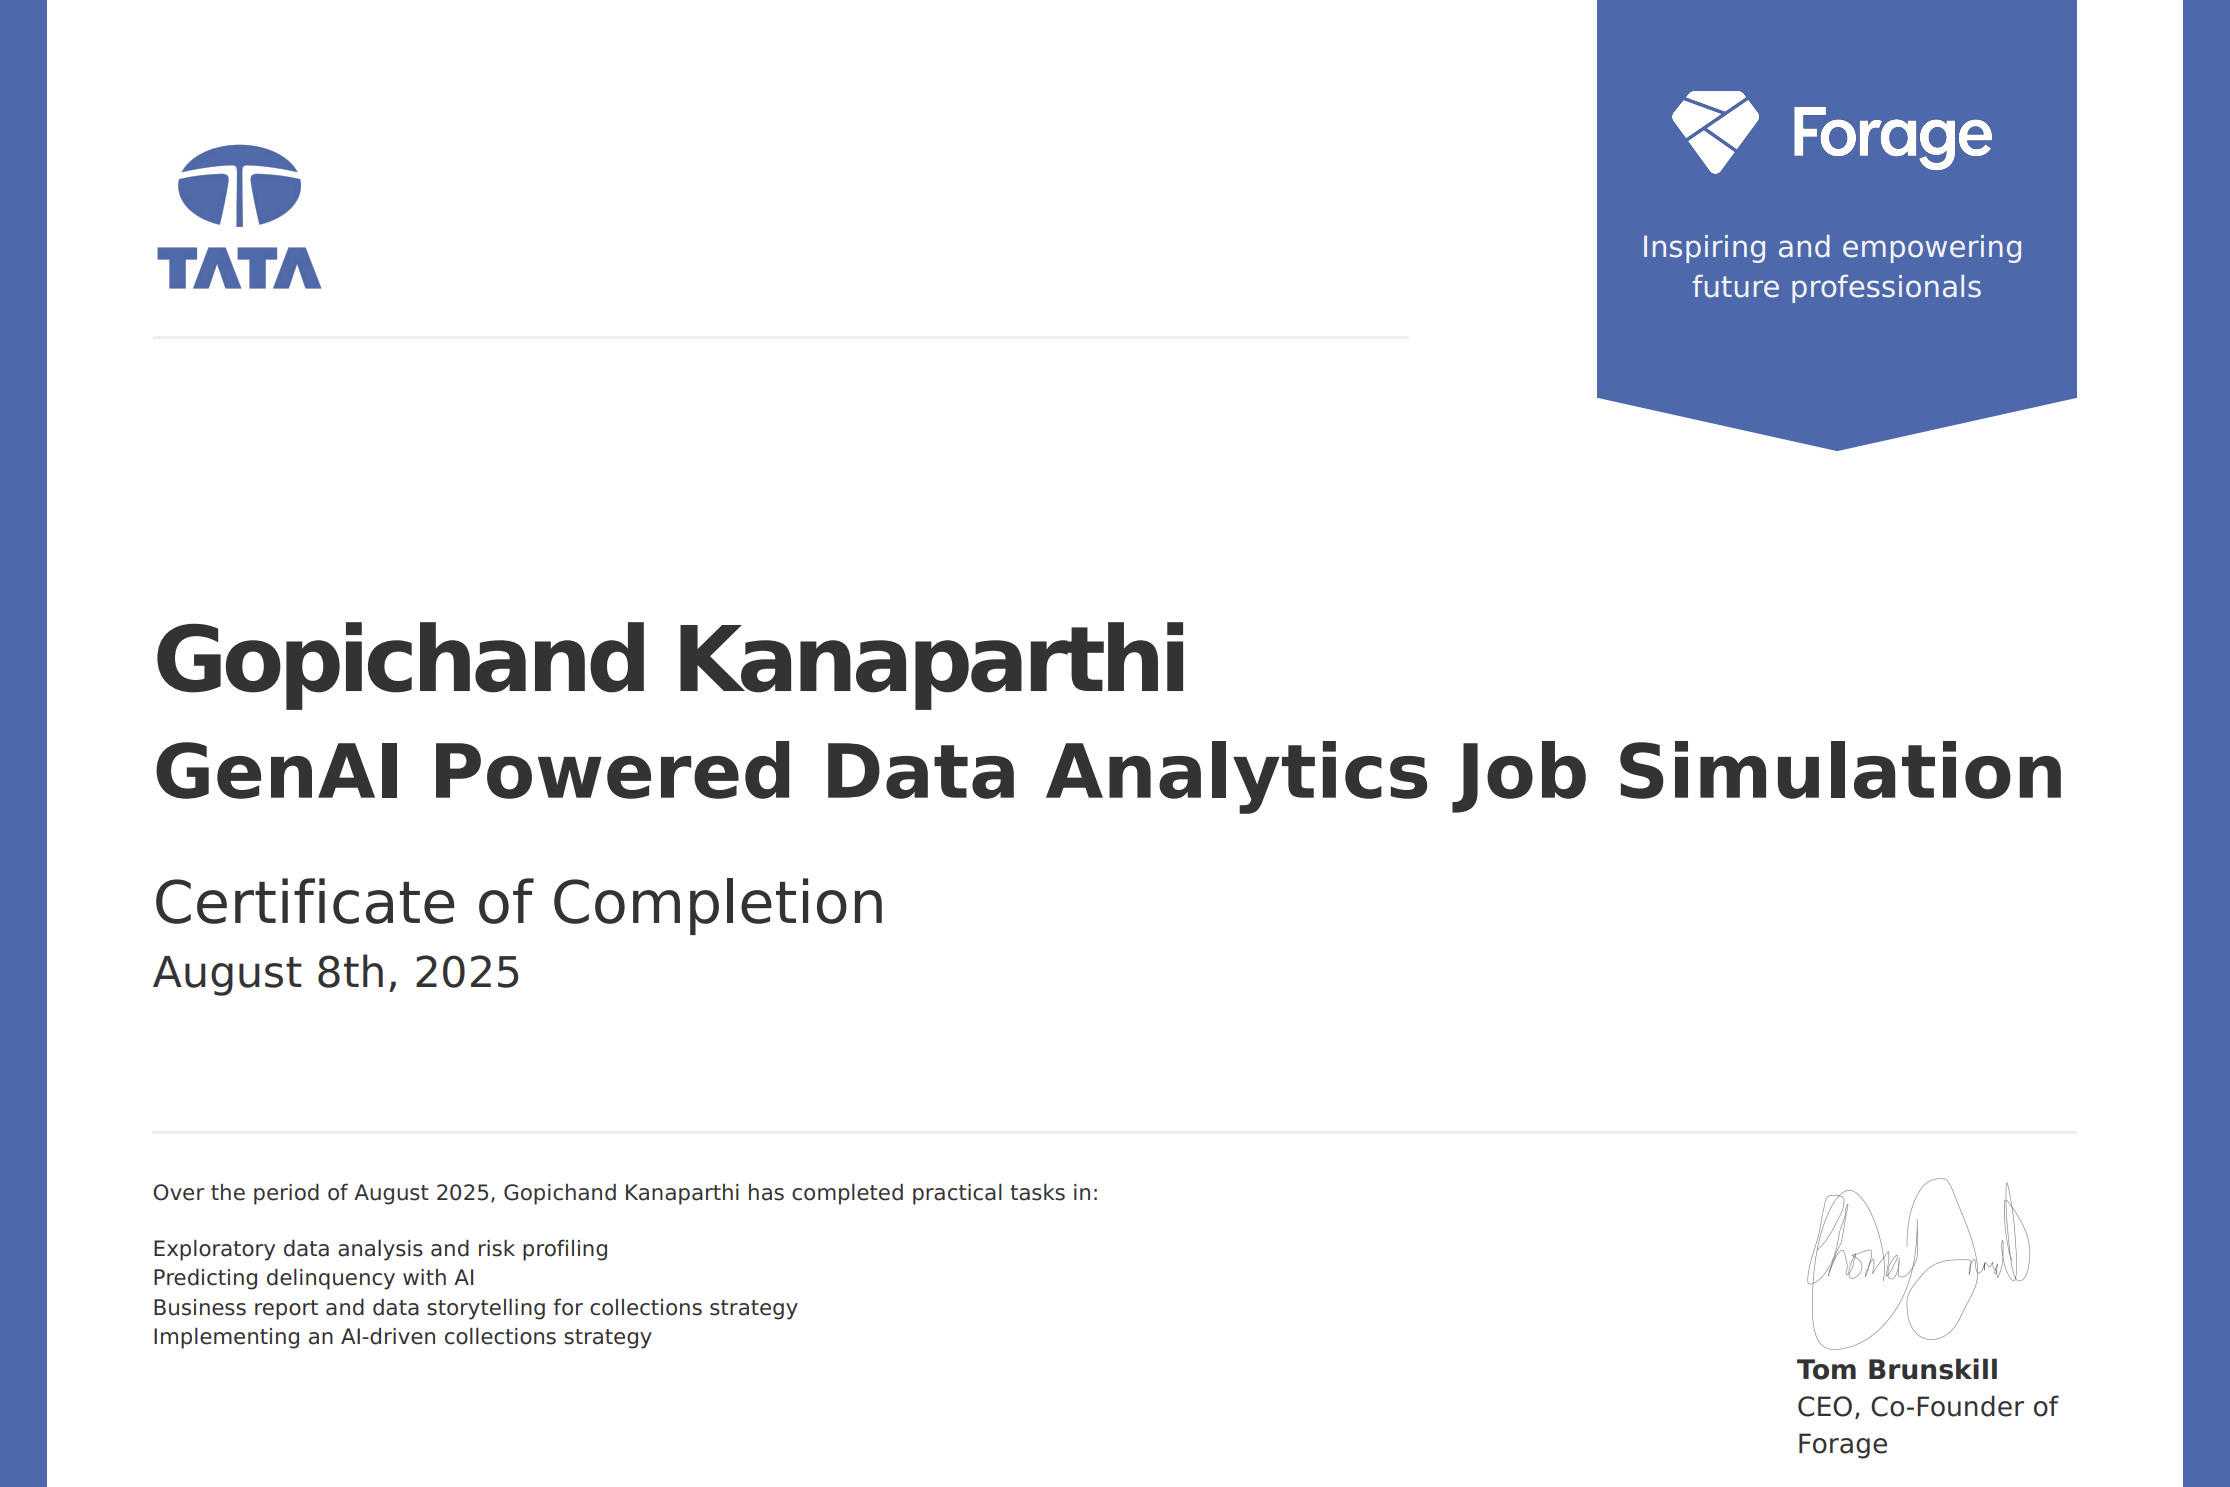 TATA
Forage
Inspiring and empowering
future professionals
Gopichand Kanaparthi
GenAI Powered Data Analytics Job Simulation
Certificate of Completion
August 8th, 2025
Over the period of August 2025, Gopichand Kanaparthi has completed practical tasks in:
Exploratory data analysis and risk profiling
Predicting delinquency with AI
Business report and data storytelling for collections strategy
Implementing an AI-driven collections strategy
Tom Brunskill
CEO, Co-Founder of
Forage